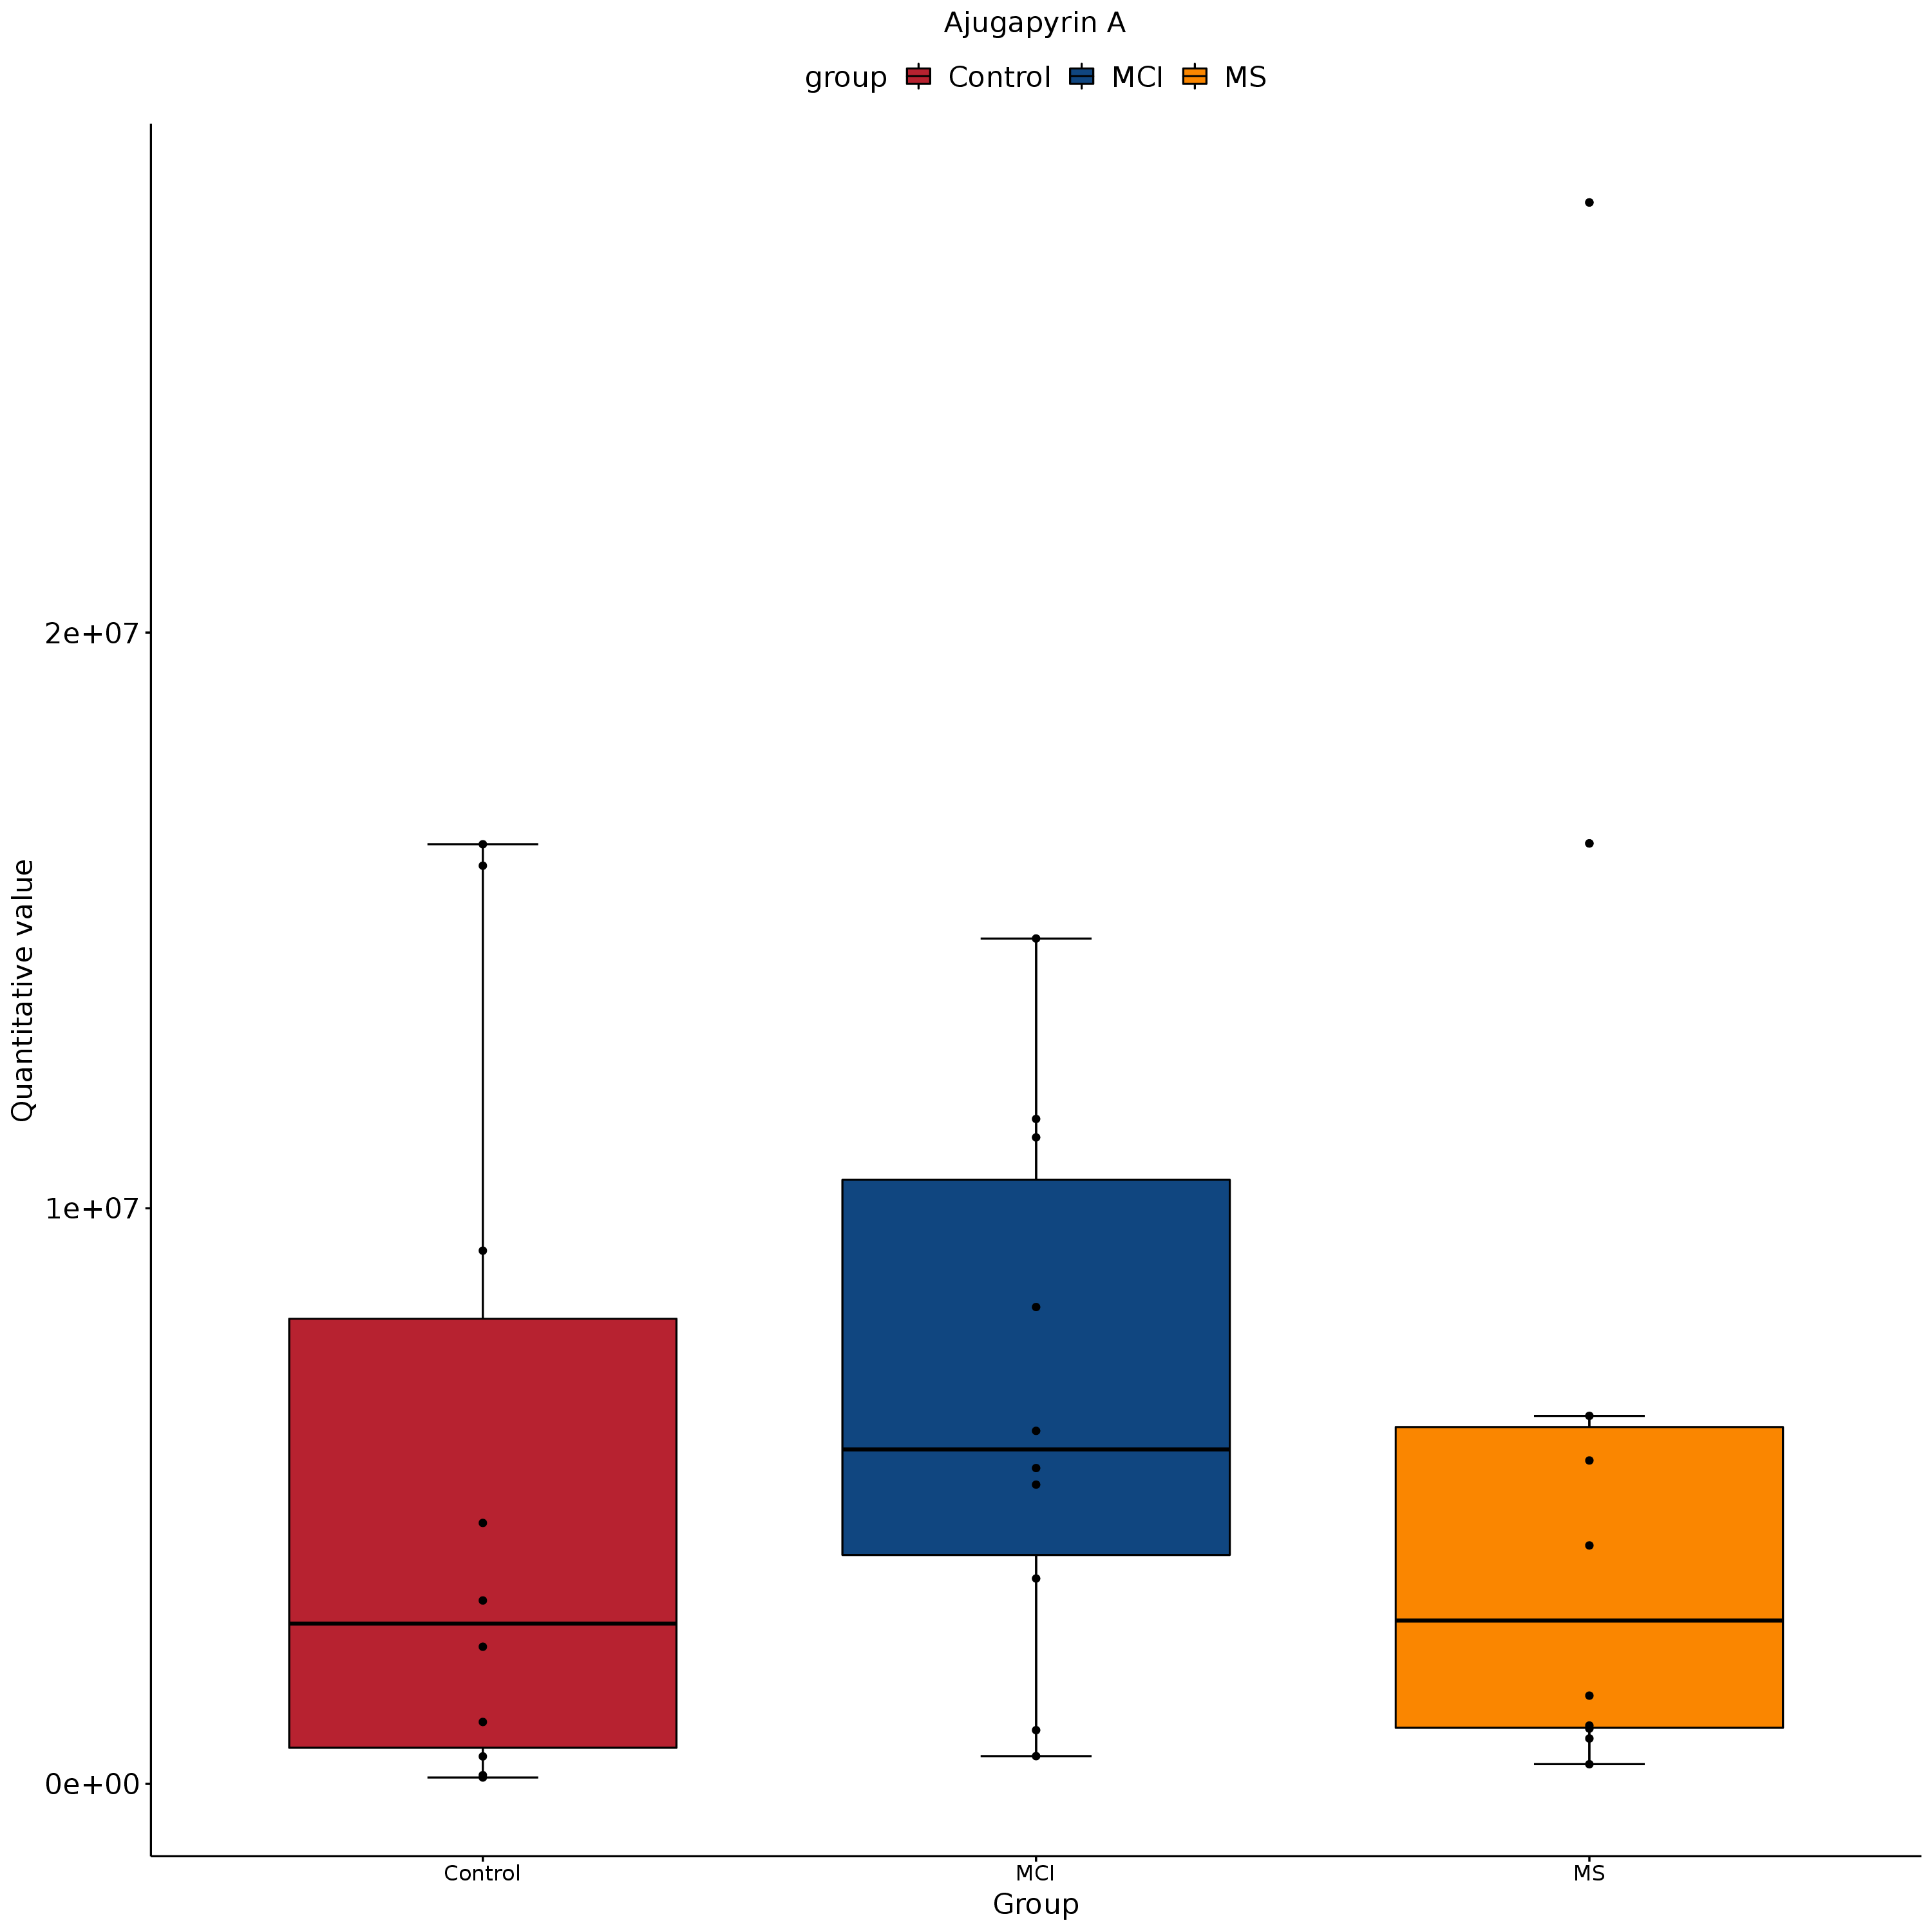 Ajugapyrin A
group Control MCI MS
Quantitative value
2e+07
1e+07
0e+00
Control MCI MS
Group